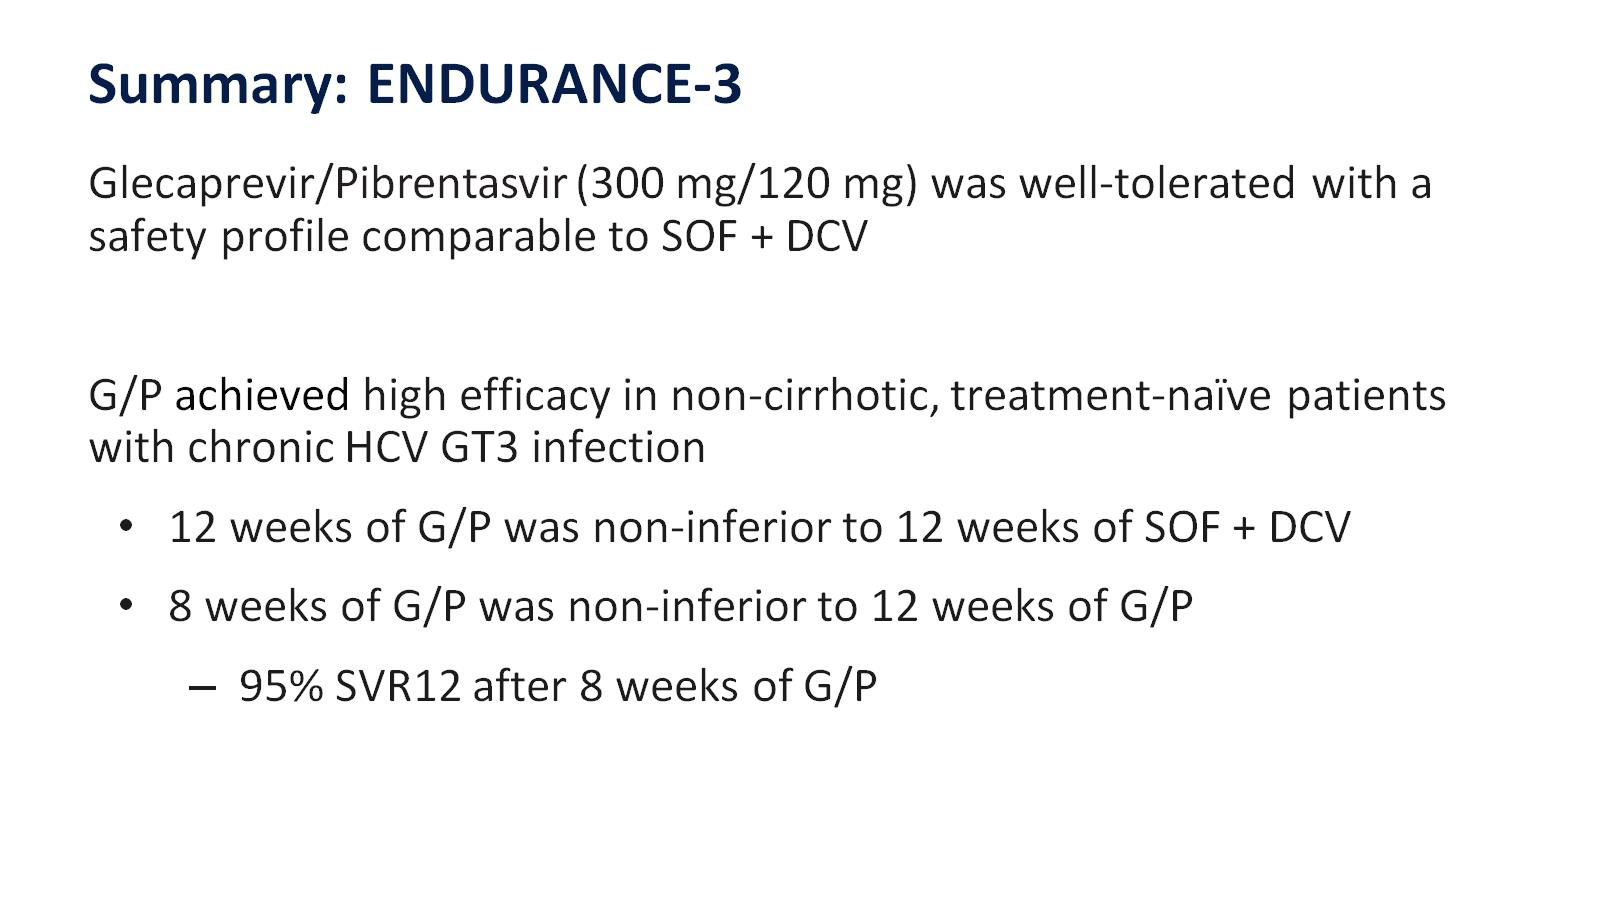 Summary: ENDURANCE-3
Glecaprevir/Pibrentasvir (300 mg/120 mg) was well-tolerated with a
safety profile comparable to SOF + DCV
G/P achieved high efficacy in non-cirrhotic, treatment-naïve patients
with chronic HCV GT3 infection
• 12 weeks of G/P was non-inferior to 12 weeks of SOF + DCV
• 8 weeks of G/P was non-inferior to 12 weeks of G/P
– 95% SVR12 after 8 weeks of G/P